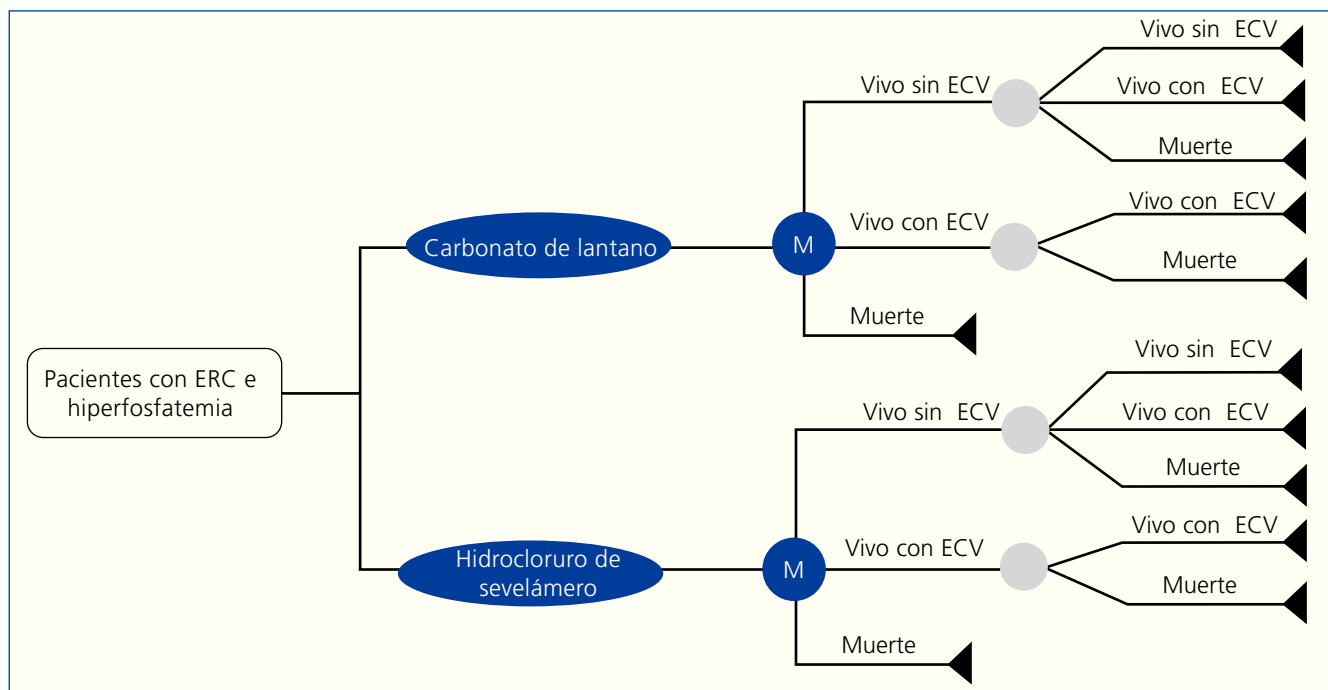 Vivo sin ECV
Vivo sin ECV
Vivo con ECV
Muerte
Carbonato de lantano
M
Vivo con ECV
Vivo con ECV
Muerte
Muerte
Pacientes con ERC e
hiperfosfatemia
Vivo sin ECV
Vivo sin ECV
Vivo con ECV
Muerte
Hidrocloruro de
sevelámero
M
Vivo con ECV
Vivo con ECV
Muerte
Muerte